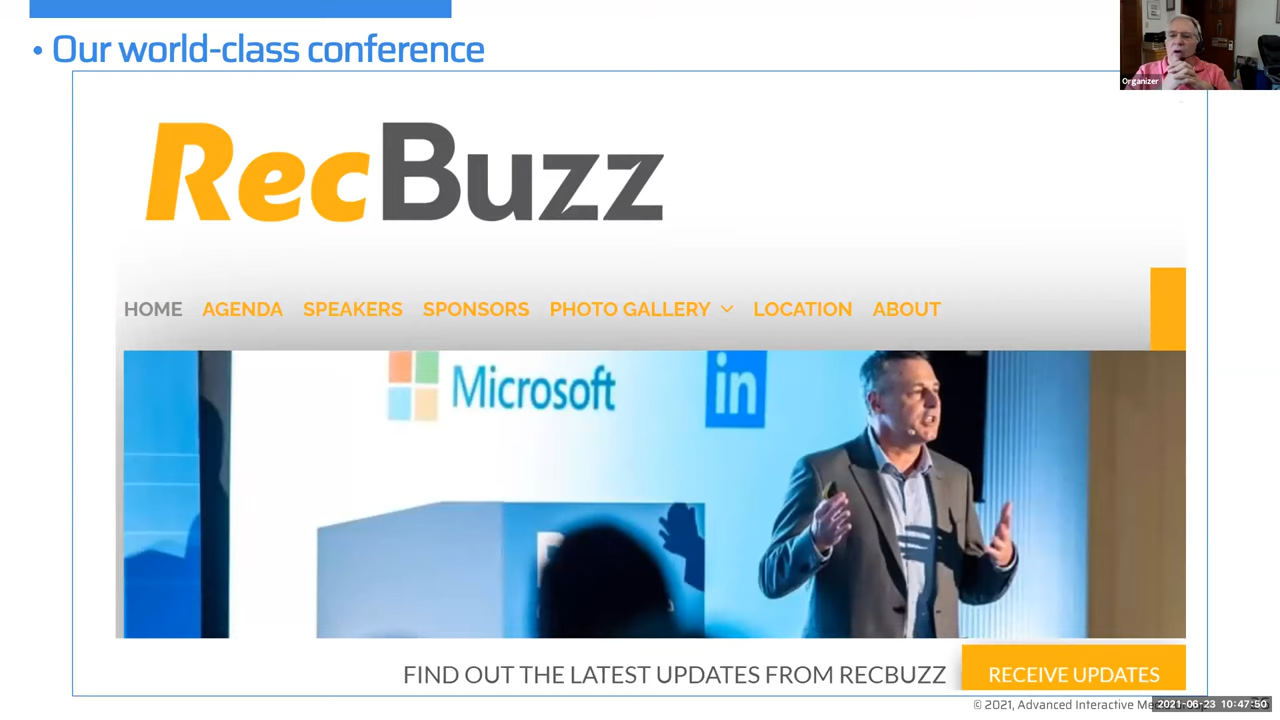 • Our world-class conference
Organizer
RecBuzz
HOME AGENDA SPEAKERS SPONSORS PHOTO GALLERY LOCATION ABOUT
Microsoft
in
FIND OUT THE LATEST UPDATES FROM RECBUZZ
RECEIVE UPDATES
© 2021, Advanced Interactive
2021-06-23 10:47:50